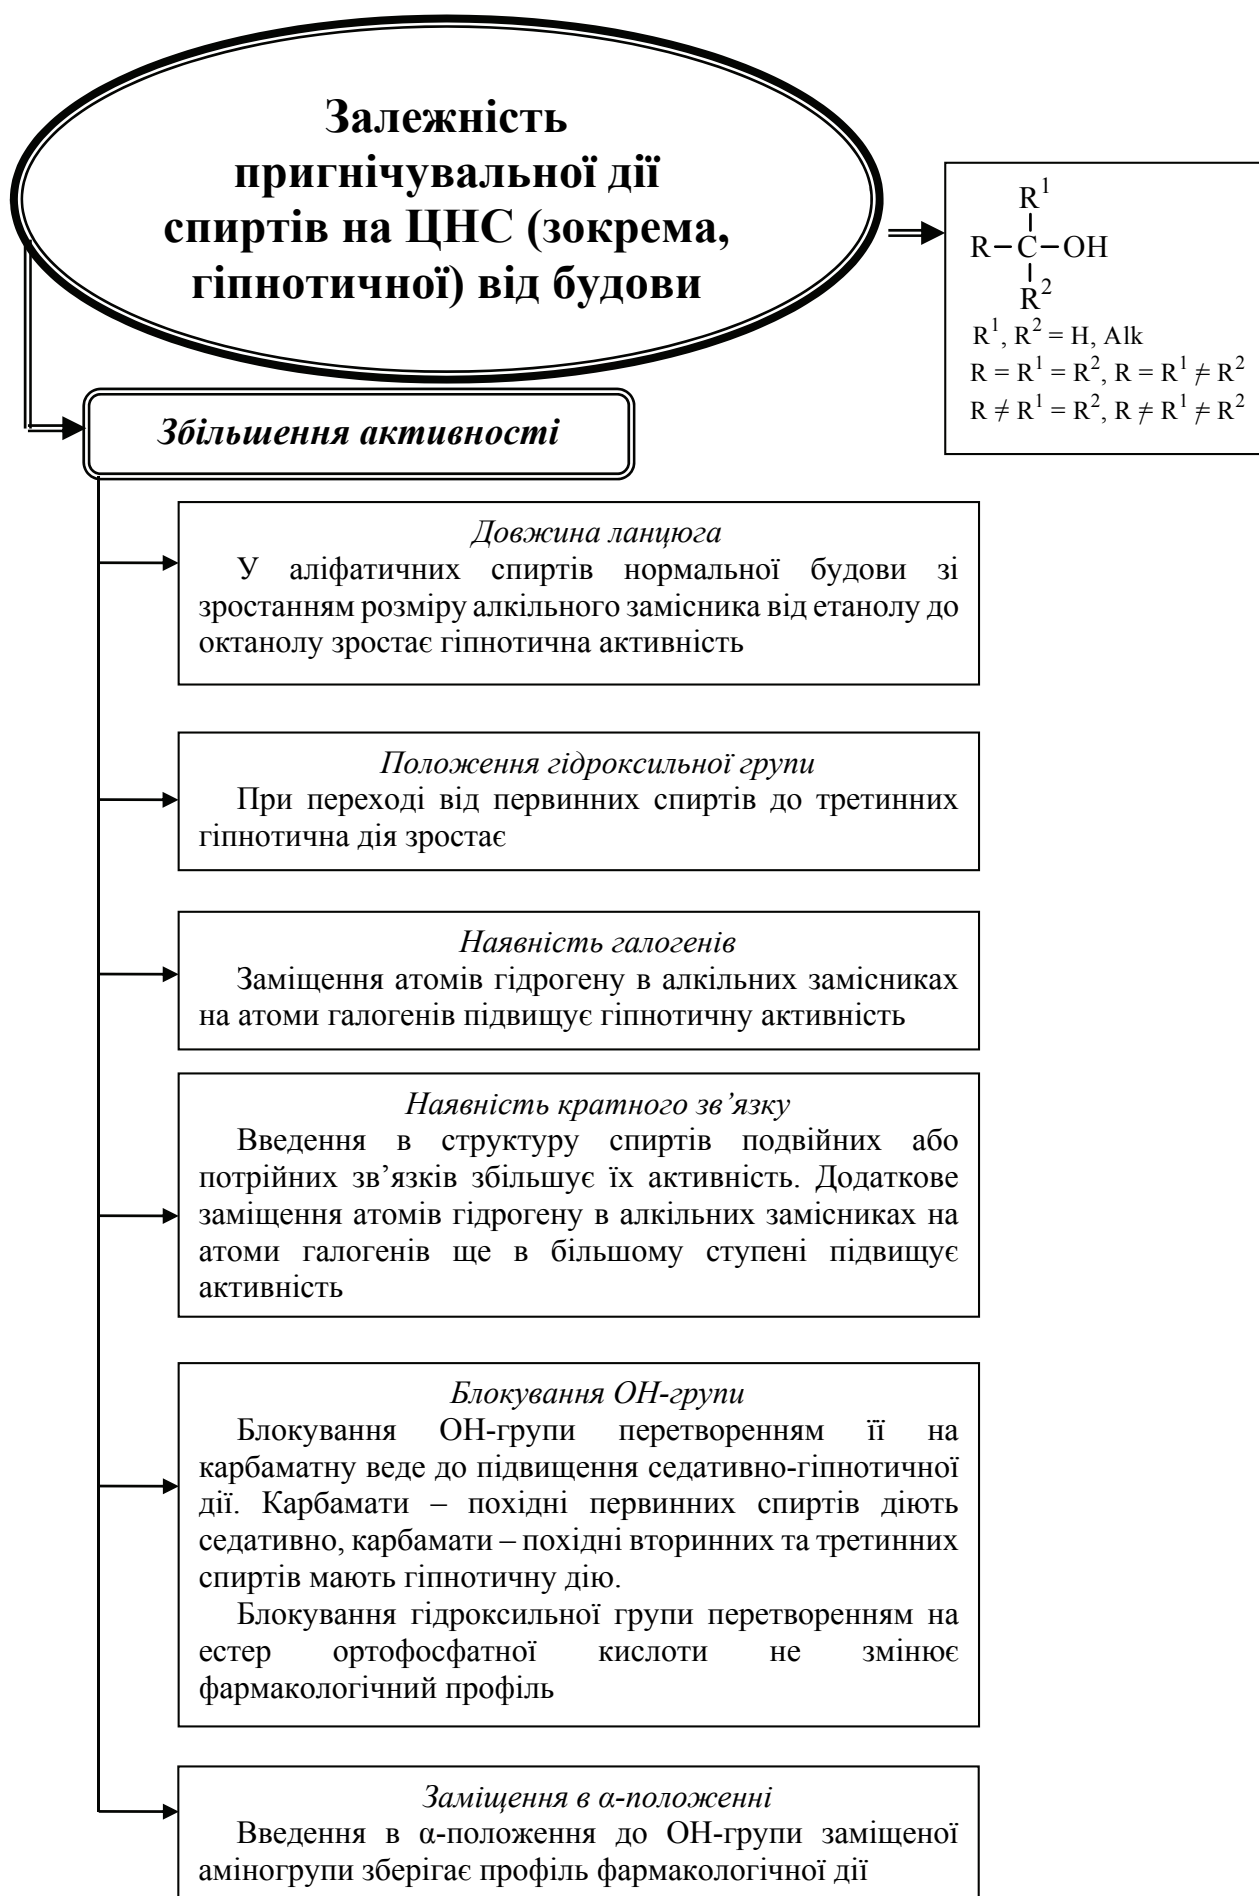 Залежність
пригнічувальної дії
спиртів на ЦНС (зокрема,
гіпнотичної) від будови
R¹
R–C–OH
R²
R¹, R² = H, Alk
R = R¹ = R², R = R¹ ≠ R²
R ≠ R¹ = R², R ≠ R¹ ≠ R²
Збільшення активності
Довжина ланцюга
У аліфатичних спиртів нормальної будови зі
зростанням розміру алкільного замісника від етанолу до
октанолу зростає гіпнотична активність
Положення гідроксильної групи
При переході від первинних спиртів до третинних
гіпнотична дія зростає
Наявність галогенів
Заміщення атомів гідрогену в алкільних замісниках
на атоми галогенів підвищує гіпнотичну активність
Наявність кратного зв’язку
Введення в структуру спиртів подвійних або
потрійних зв’язків збільшує їх активність. Додаткове
заміщення атомів гідрогену в алкільних замісниках на
атоми галогенів ще в більшому ступені підвищує
активність
Блокування ОН-групи
Блокування ОН-групи перетворенням її на
карбаматну веде до підвищення седативно-гіпнотичної
дії. Карбамати – похідні первинних спиртів діють
седативно, карбамати – похідні вторинних та третинних
спиртів мають гіпнотичну дію.
Блокування гідроксильної групи перетворенням на
естер ортофосфатної кислоти не змінює
фармакологічний профіль
Заміщення в α-положенні
Введення в α-положення до ОН-групи заміщеної
аміногрупи зберігає профіль фармакологічної дії